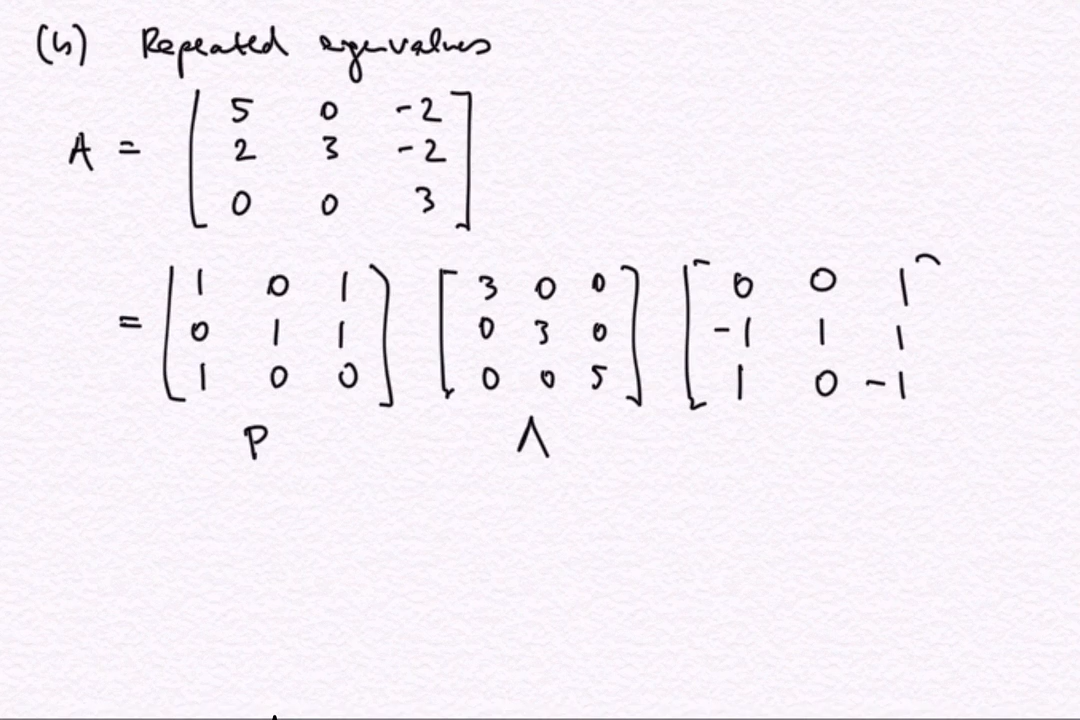 (b) Repeated eigenvalues
A = [ 5 0 -2
2 3 -2
0 0 3 ]
= [ 1 0 1 ] [ 3 0 0 ] [ 0 0 1
0 1 1 0 3 0 -1 1 1
1 0 0 ] 0 0 5 ] 1 0 -1
P Λ